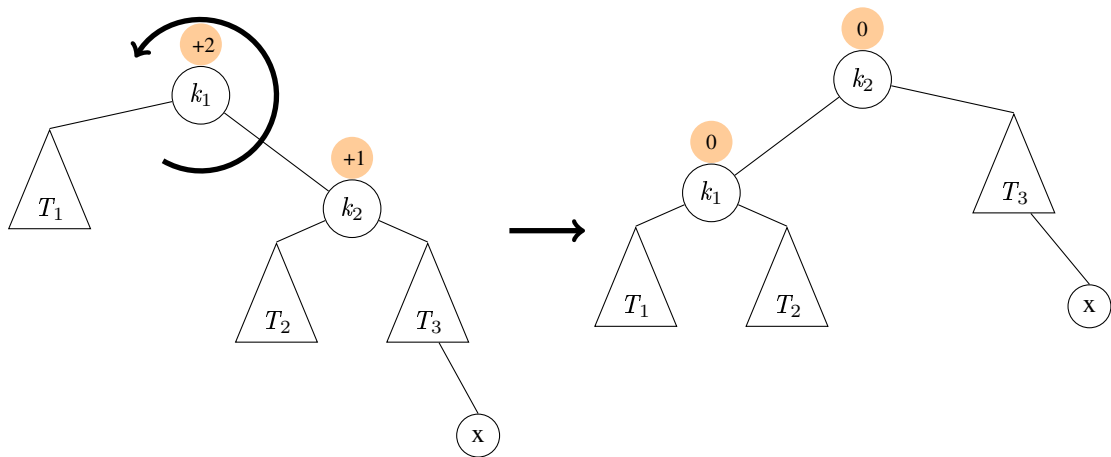 +2
k₁
T₁
+1
k₂
T₂
T₃
x
0
k₂
0
k₁
T₁
T₂
T₃
x